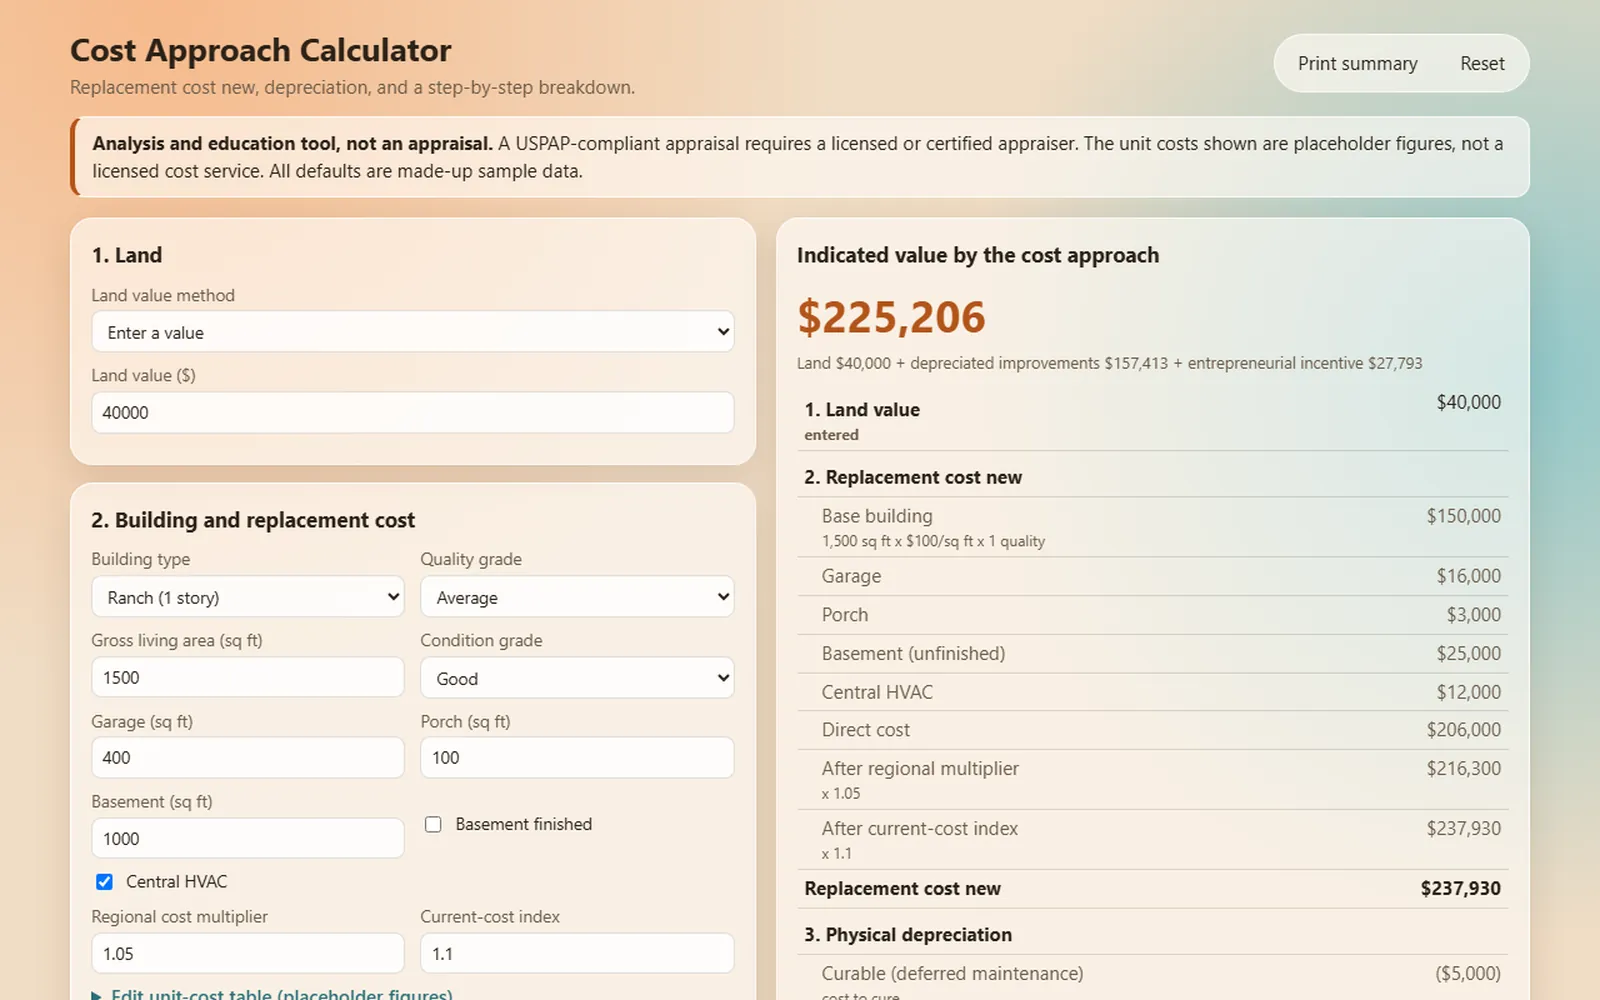 Cost Approach Calculator
Replacement cost new, depreciation, and a step-by-step breakdown.
Print summary
Reset
Analysis and education tool, not an appraisal. A USPAP-compliant appraisal requires a licensed or certified appraiser. The unit costs shown are placeholder figures, not a
licensed cost service. All defaults are made-up sample data.
1. Land
Land value method
Enter a value
Land value ($)
40000
2. Building and replacement cost
Building type
Quality grade
Ranch (1 story)
Average
Gross living area (sq ft)
Condition grade
1500
Good
Garage (sq ft)
Porch (sq ft)
400
100
Basement (sq ft)
1000
Basement finished
Central HVAC
Regional cost multiplier
Current-cost index
1.05
1.1
Edit unit-cost table (placeholder figures)
Indicated value by the cost approach
$225,206
Land $40,000 + depreciated improvements $157,413 + entrepreneurial incentive $27,793
1. Land value $40,000
entered
2. Replacement cost new
Base building $150,000
1,500 sq ft x $100/sq ft x 1 quality
Garage $16,000
Porch $3,000
Basement (unfinished) $25,000
Central HVAC $12,000
Direct cost $206,000
After regional multiplier $216,300
x 1.05
After current-cost index $237,930
x 1.1
Replacement cost new $237,930
3. Physical depreciation
Curable (deferred maintenance) ($5,000)
cost to cure